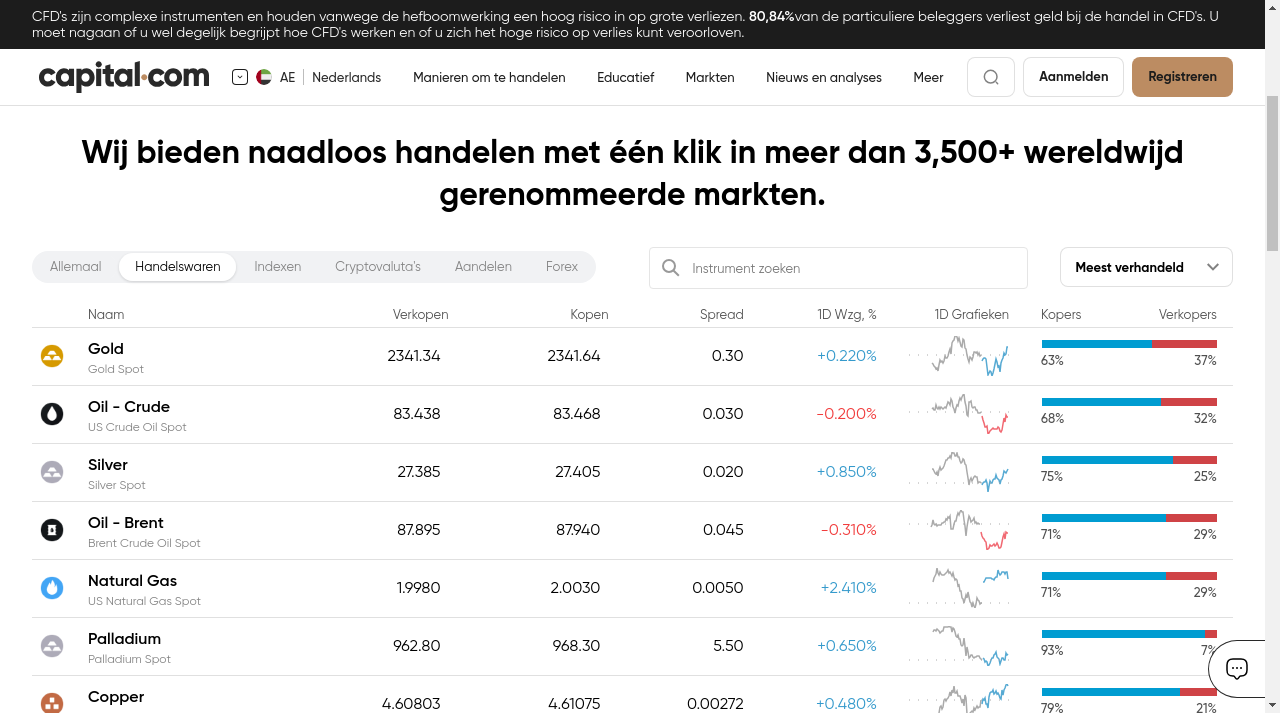 CFD's zijn complexe instrumenten en houden vanwege de hefboomwerking een hoog risico in op grote verliezen. 80,84%van de particuliere beleggers verliest geld bij de handel in CFD's. U
moet nagaan of u wel degelijk begrijpt hoe CFD's werken en of u zich het hoge risico op verlies kunt veroorloven.
capital.com AE Nederlands Manieren om te handelen Educatief Markten Nieuws en analyses Meer Aanmelden Registreren
Wij bieden naadloos handelen met één klik in meer dan 3,500+ wereldwijd
gerenommeerde markten.
Allemaal Handelswaren Indexen Cryptovaluta's Aandelen Forex Instrument zoeken Meest verhandeld
Naam Verkopen Kopen Spread 1D Wzg, % 1D Grafieken Kopers Verkopers
Gold 2341.34 2341.64 0.30 +0.220%
Gold Spot 63% 37%
Oil - Crude 83.438 83.468 0.030 -0.200%
US Crude Oil Spot 68% 32%
Silver 27.385 27.405 0.020 +0.850%
Silver Spot 75% 25%
Oil - Brent 87.895 87.940 0.045 -0.310%
Brent Crude Oil Spot 71% 29%
Natural Gas 1.9980 2.0030 0.0050 +2.410%
US Natural Gas Spot 71% 29%
Palladium 962.80 968.30 5.50 +0.650%
Palladium Spot 93% 7%
Copper 4.60803 4.61075 0.00272 +0.480%
79% 21%